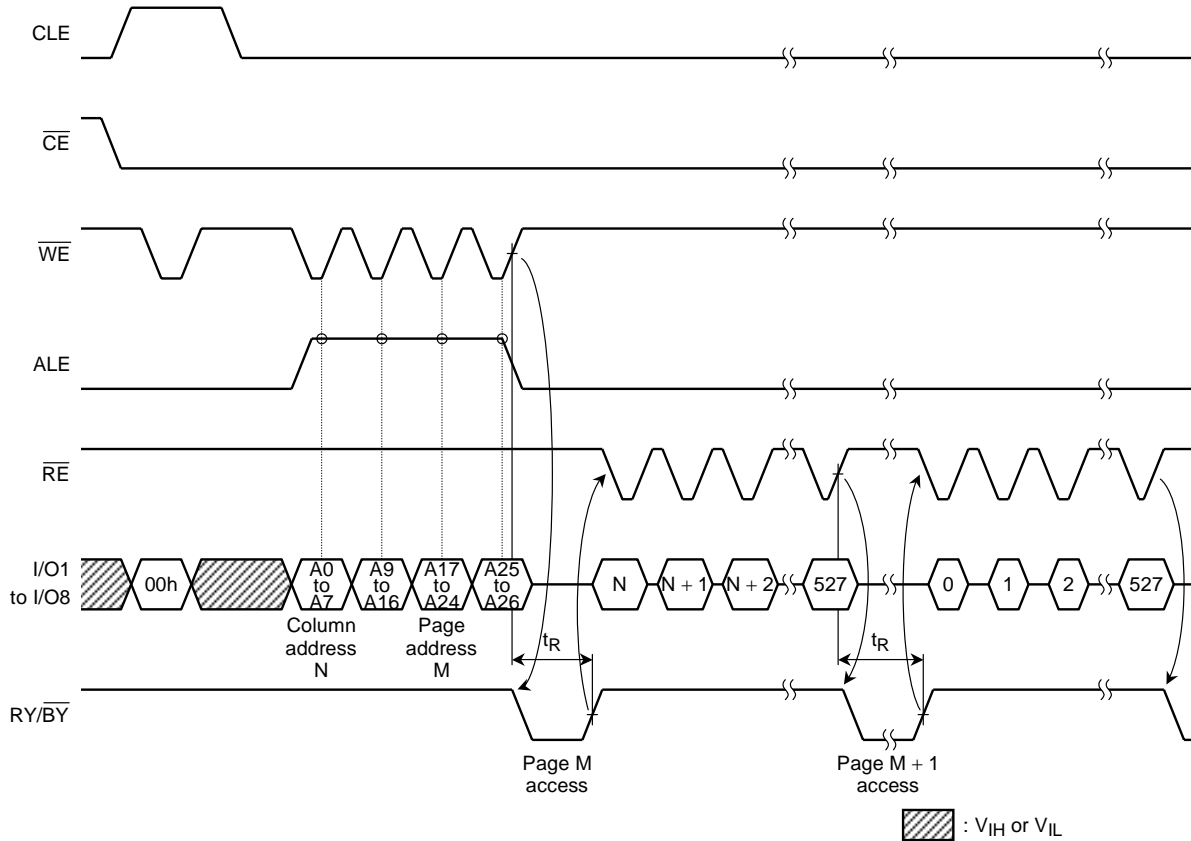 CLE
CE
WE
ALE
RE
I/O1
to I/O8
00h
A0
to
A7
A9
to
A16
A17
to
A24
A25
to
A26
N
N + 1
N + 2
527
0
1
2
527
Column
address
N
Page
address
M
tR
tR
RY/BY
Page M
access
Page M + 1
access
: VIH or VIL